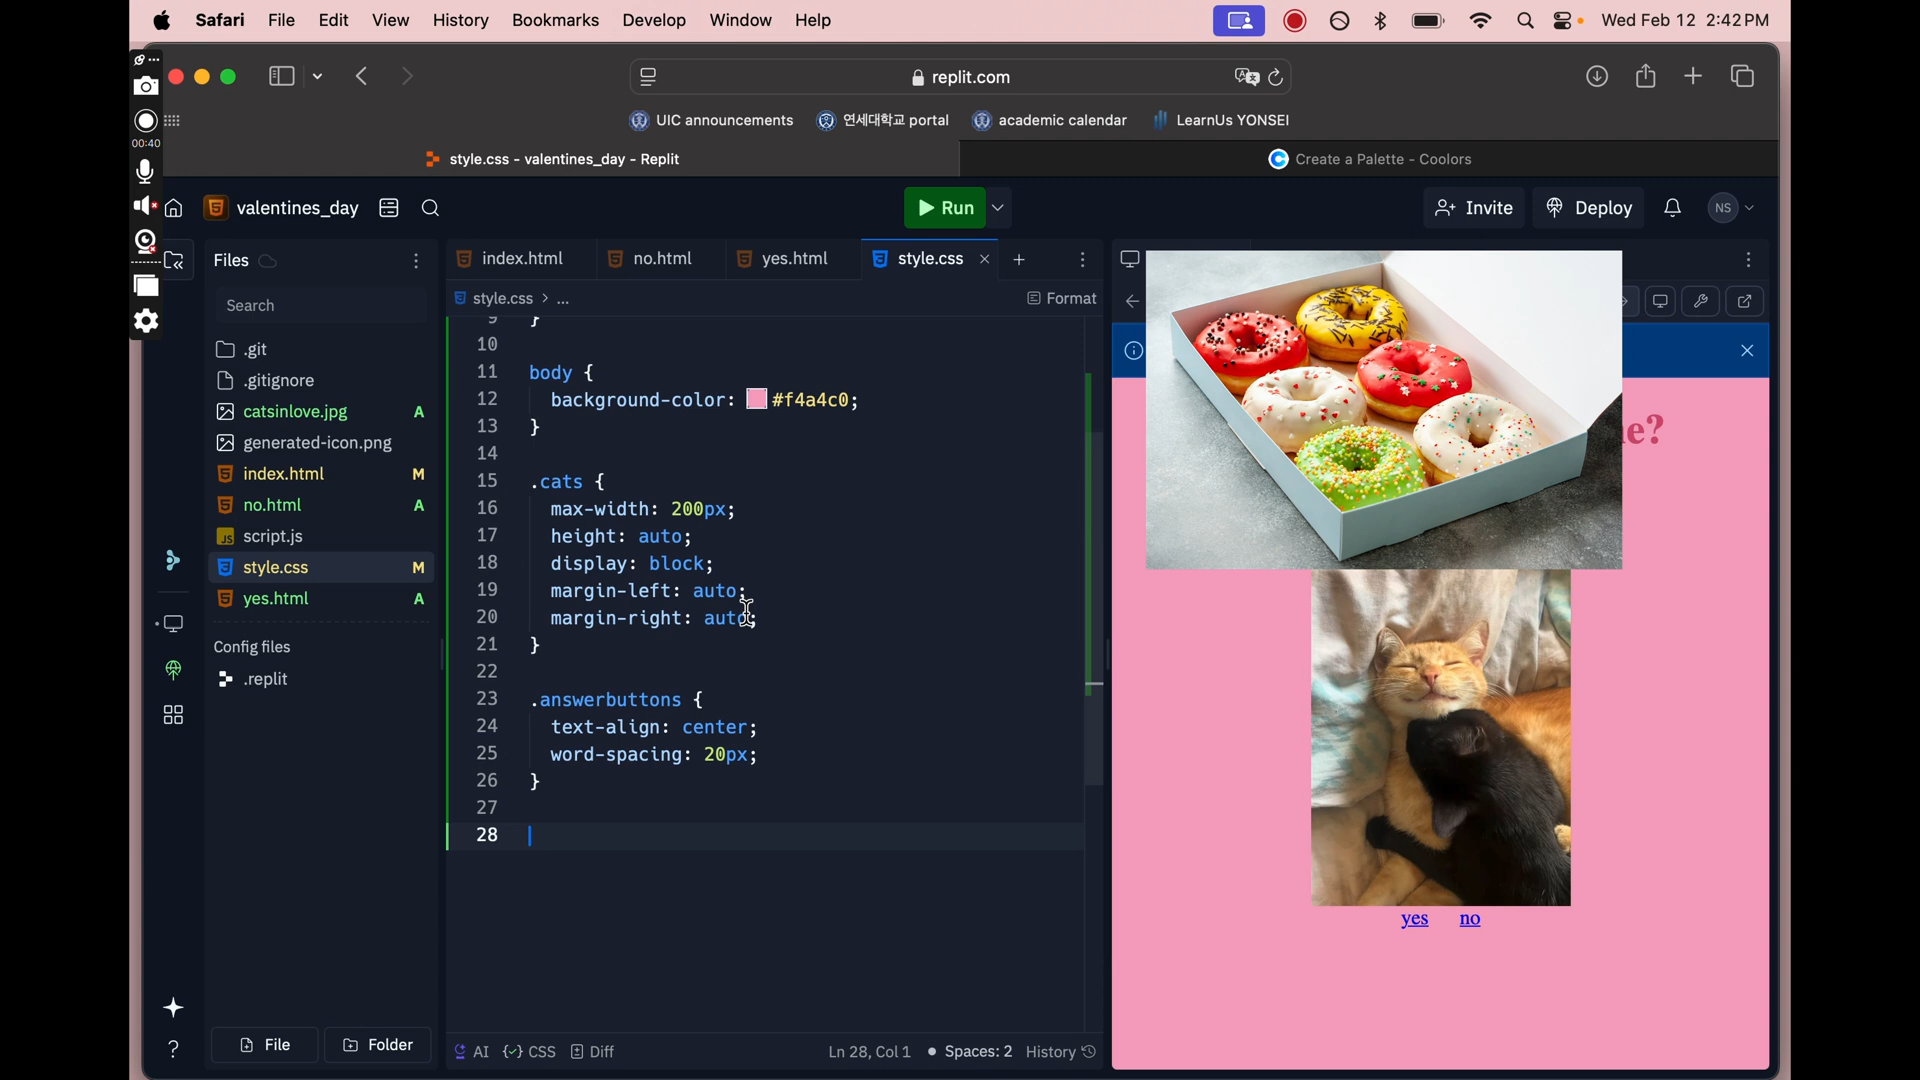 Safari File Edit View History Bookmarks Develop Window Help Wed Feb 12 2:42 PM
replit.com
00:40
UIC announcements 연세대학교 portal academic calendar LearnUs YONSEI
style.css - valentines_day - Replit Create a Palette - Coolors
valentines_day Run Invite Deploy NS
Files
Search
.git
.gitignore
catsinlove.jpg A
generated-icon.png
index.html M
no.html A
script.js
style.css M
yes.html A
Config files
.replit
File Folder
index.html no.html yes.html style.css
style.css > ... Format
9 }
10
11 body {
12 background-color: #f4a4c0;
13 }
14
15 .cats {
16 max-width: 200px;
17 height: auto;
18 display: block;
19 margin-left: auto;
20 margin-right: auto;
21 }
22
23 .answerbuttons {
24 text-align: center;
25 word-spacing: 20px;
26 }
27
28
AI CSS Diff Ln 28, Col 1 Spaces: 2 History
yes no